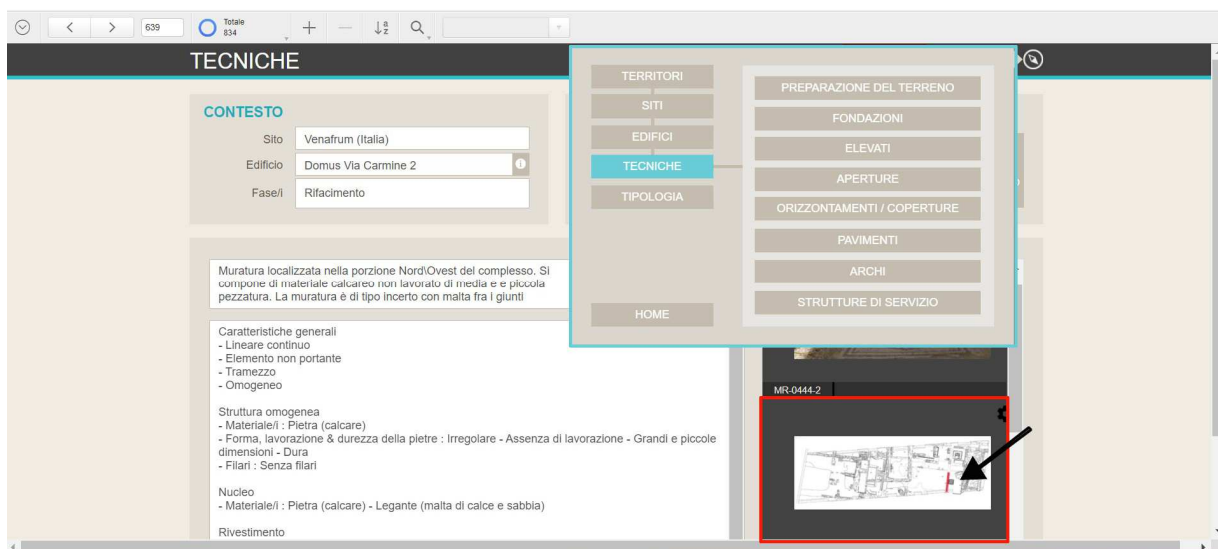 639
Totale
834
TECNICHE
CONTESTO
Sito
Venafrum (Italia)
Edificio
Domus Via Carmine 2
Fase/i
Rifacimento
TERRITORI
SITI
EDIFICI
TECNICHE
TIPOLOGIA
HOME
PREPARAZIONE DEL TERRENO
FONDAZIONI
ELEVATI
APERTURE
ORIZZONTAMENTI / COPERTURE
PAVIMENTI
ARCHI
STRUTTURE DI SERVIZIO
Muratura localizzata nella porzione Nord\Ovest del complesso. Si
compone di materiale calcareo non lavorato di media e e piccola
pezzatura. La muratura è di tipo incerto con malta fra i giunti
Caratteristiche generali
- Lineare continuo
- Elemento non portante
- Tramezzo
- Omogeneo
Struttura omogenea
- Materiale/i : Pietra (calcare)
- Forma, lavorazione & durezza della pietre : Irregolare - Assenza di lavorazione - Grandi e piccole
dimensioni - Dura
- Filari : Senza filari
Nucleo
- Materiale/i : Pietra (calcare) - Legante (malta di calce e sabbia)
Rivestimento
MR-0444-2